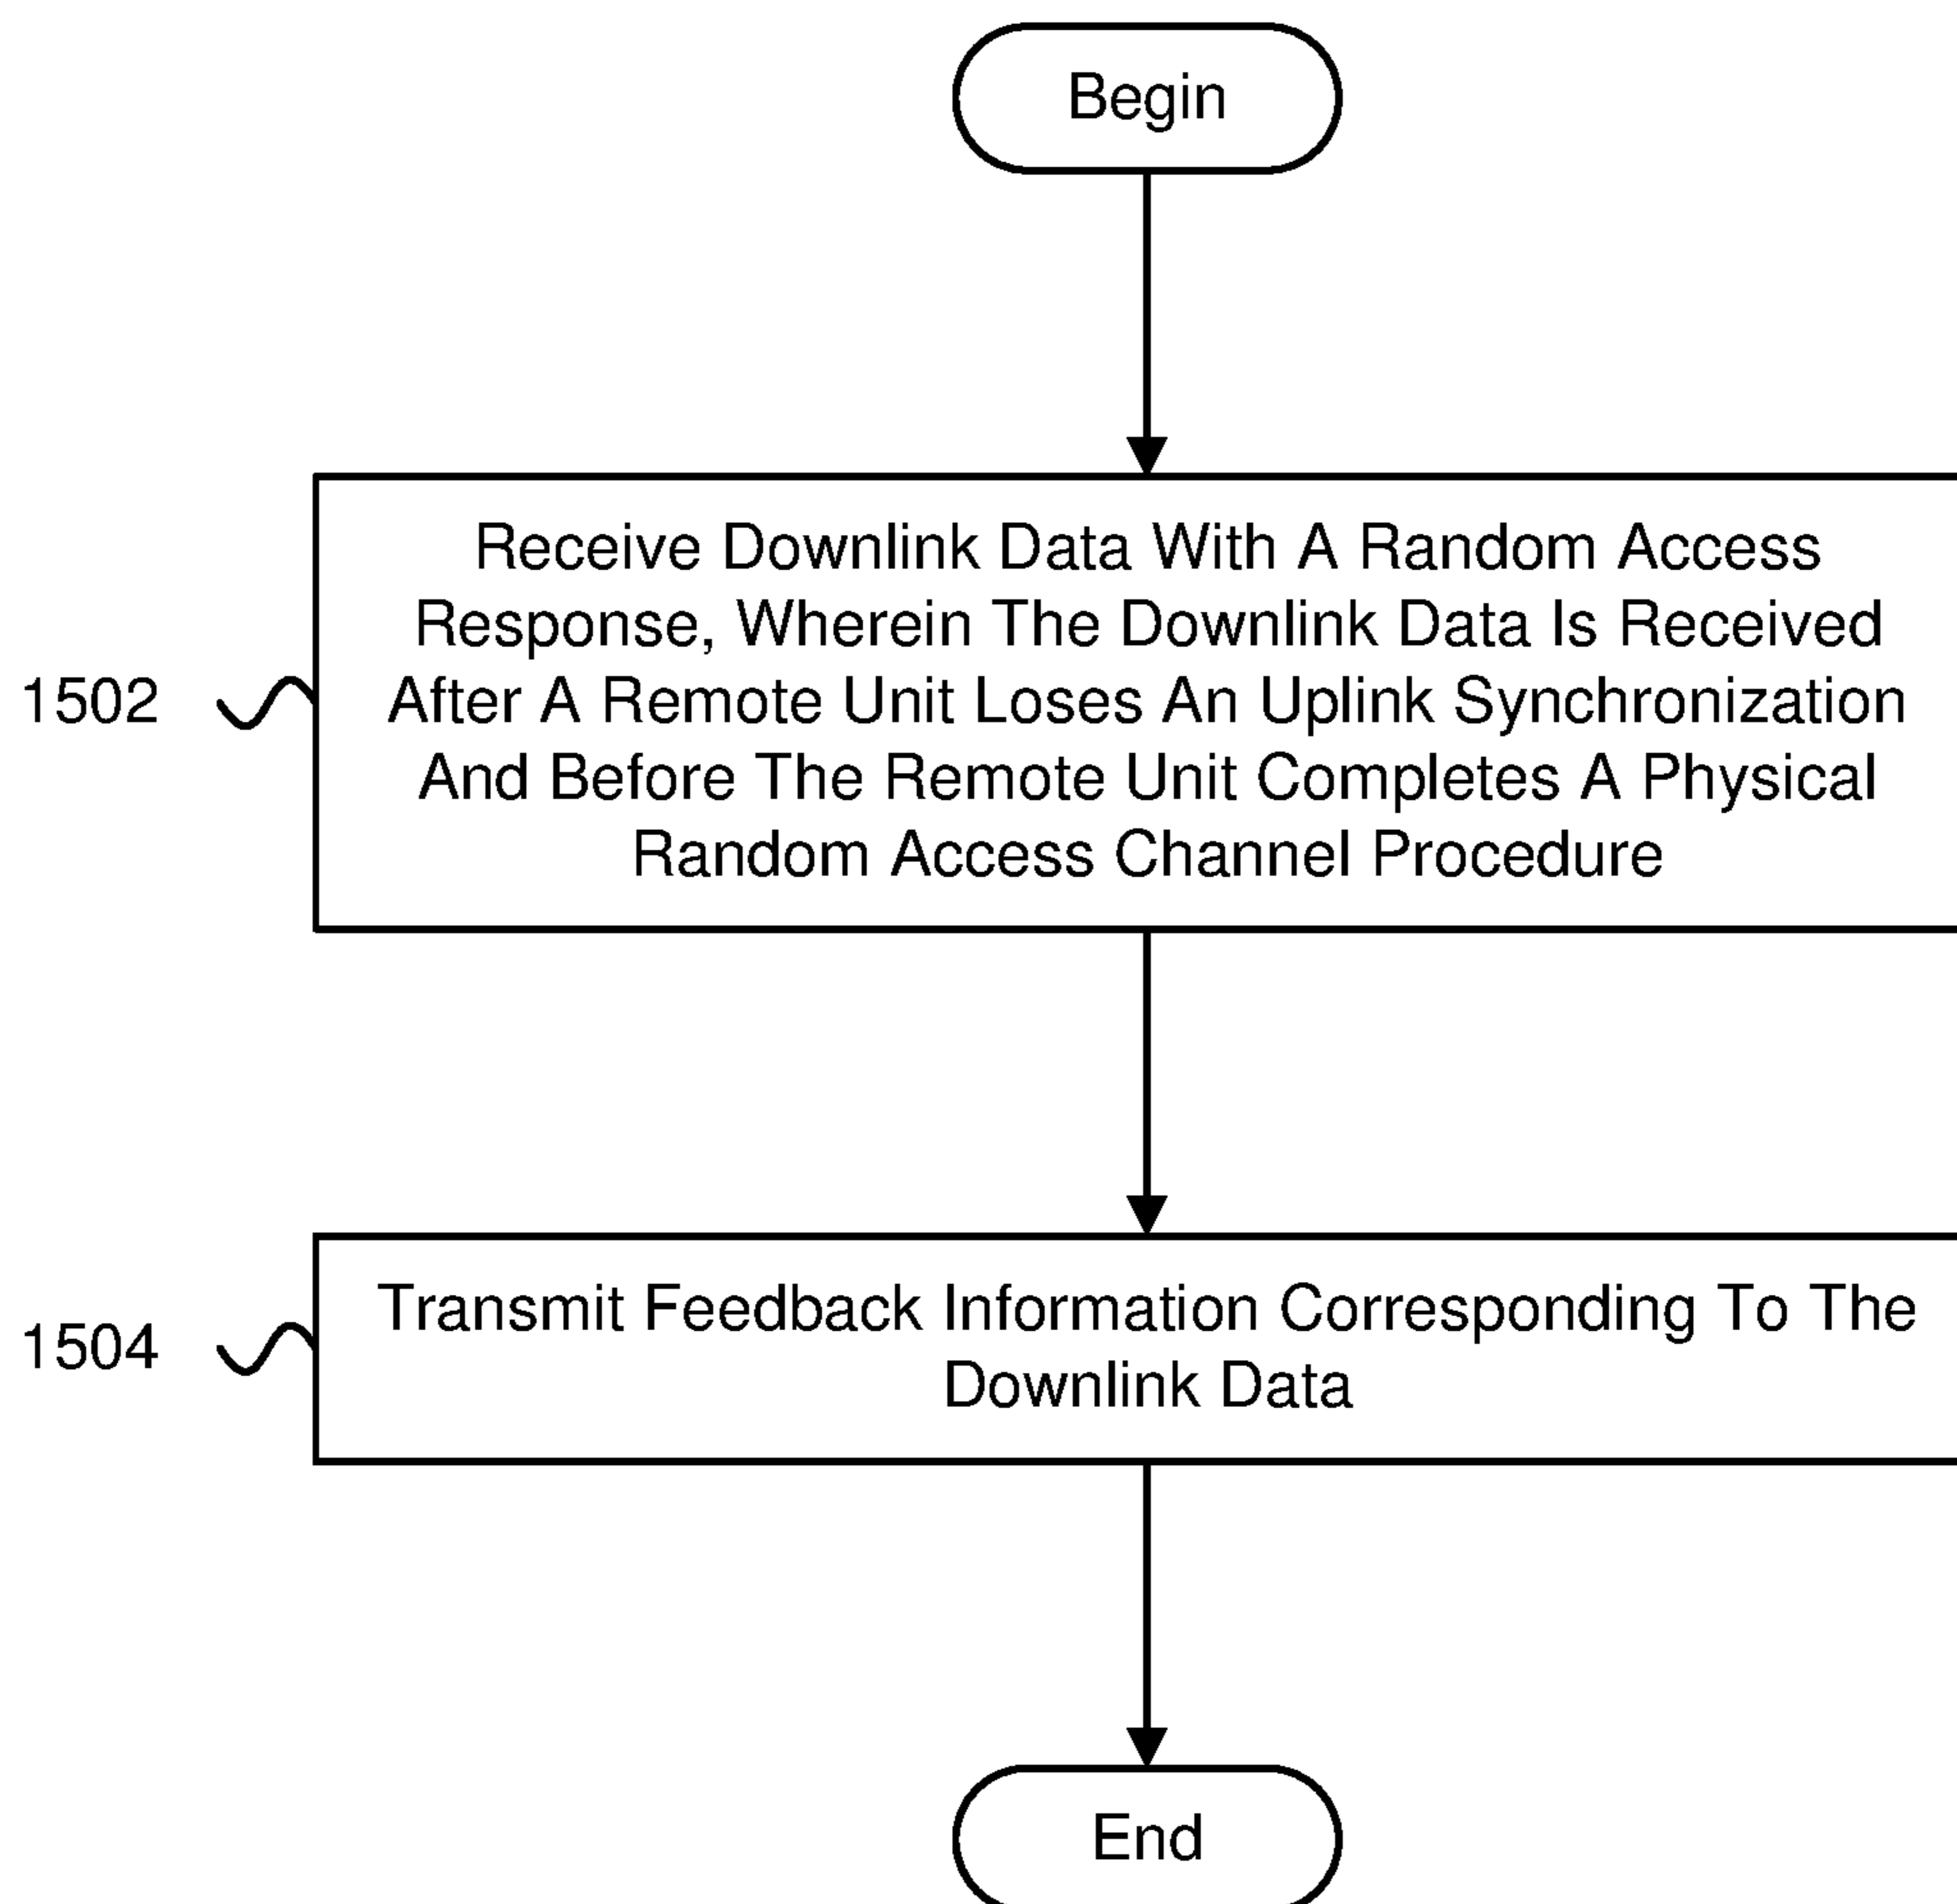 Begin
Receive Downlink Data With A Random Access
Response, Wherein The Downlink Data Is Received
1502
After A Remote Unit Loses An Uplink Synchronization
And Before The Remote Unit Completes A Physical
Random Access Channel Procedure
Transmit Feedback Information Corresponding To The
1504
Downlink Data
End